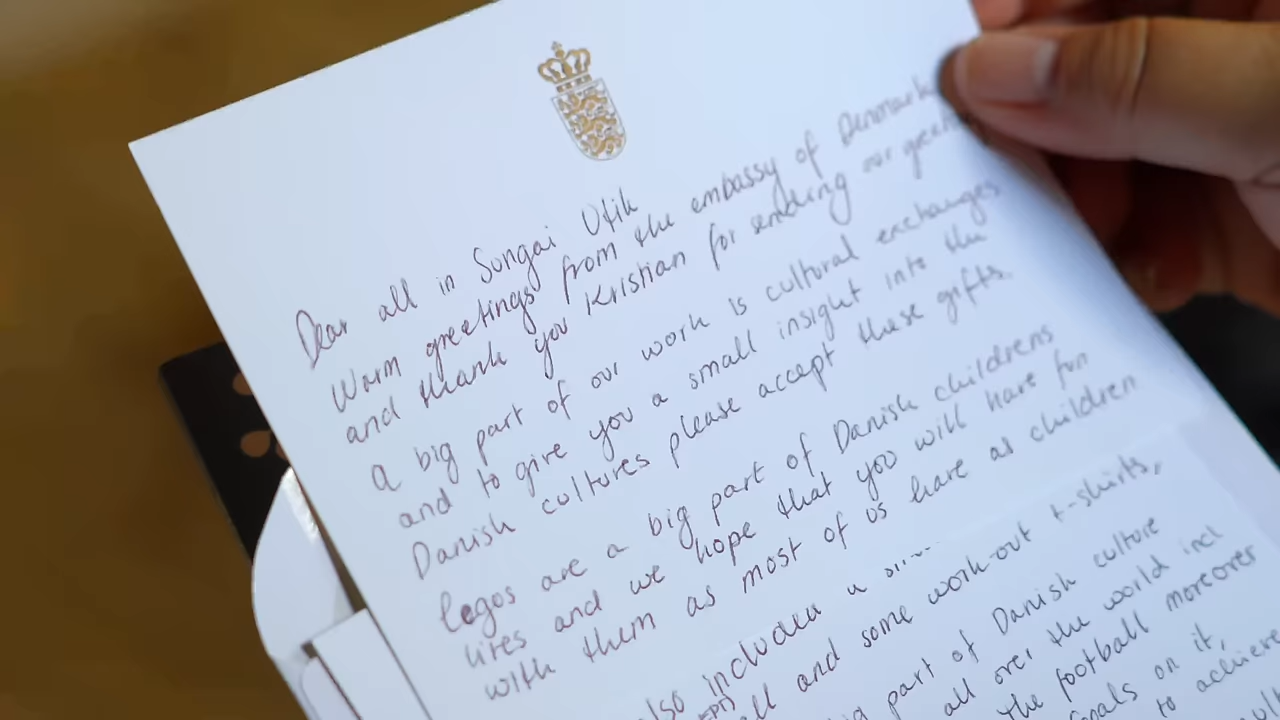 Dear all in Sungai Utik
Warm greetings from the embassy of Denmark
and thank you Kristian for sending our
a big part of our work is cultural exchanges
and to give you a small insight into the
Danish cultures please accept these gifts.
Legos are a big part of Danish childrens
lives and we hope that you will have fun
with them as most of us have as children
included a
and some work-out t-shirts,
part of Danish culture
all over the world incl
the football moreover
on it,
to achieve